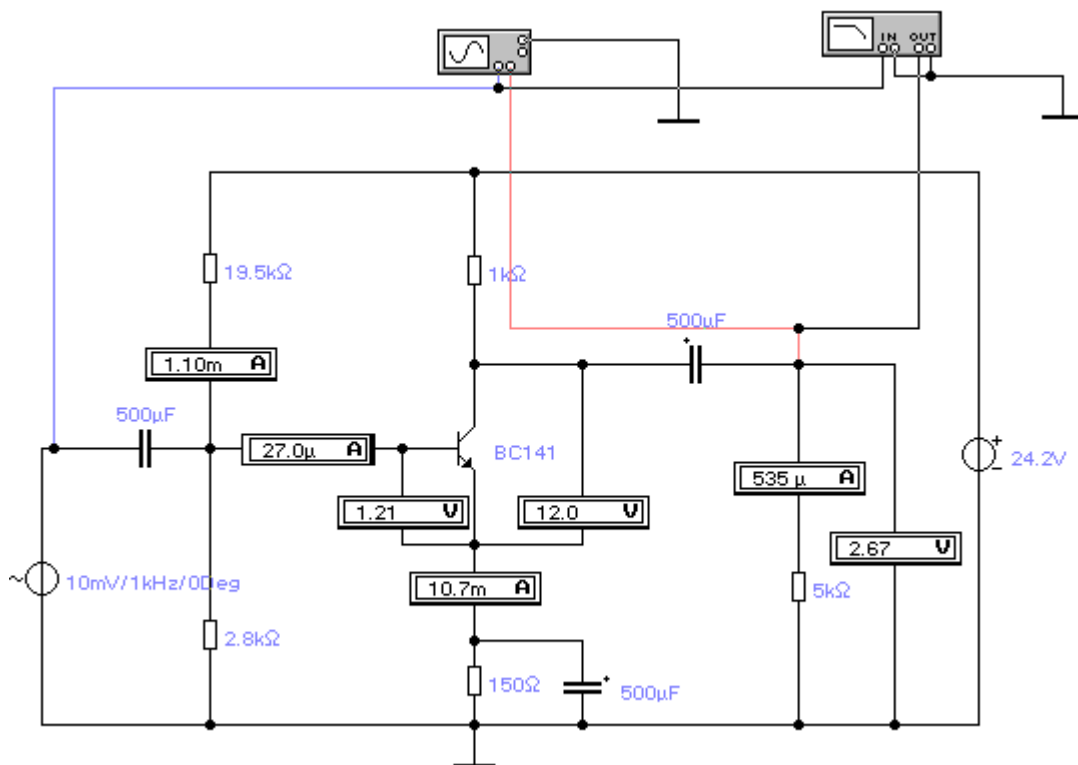 IN OUT
19.5kΩ
1kΩ
500µF
1.10m A
500µF
27.0µ A
BC141
24.2V
535 µ A
1.21 V
12.0 V
2.67 V
10mV/1kHz/0Deg
10.7m A
5kΩ
2.8kΩ
150Ω
500µF